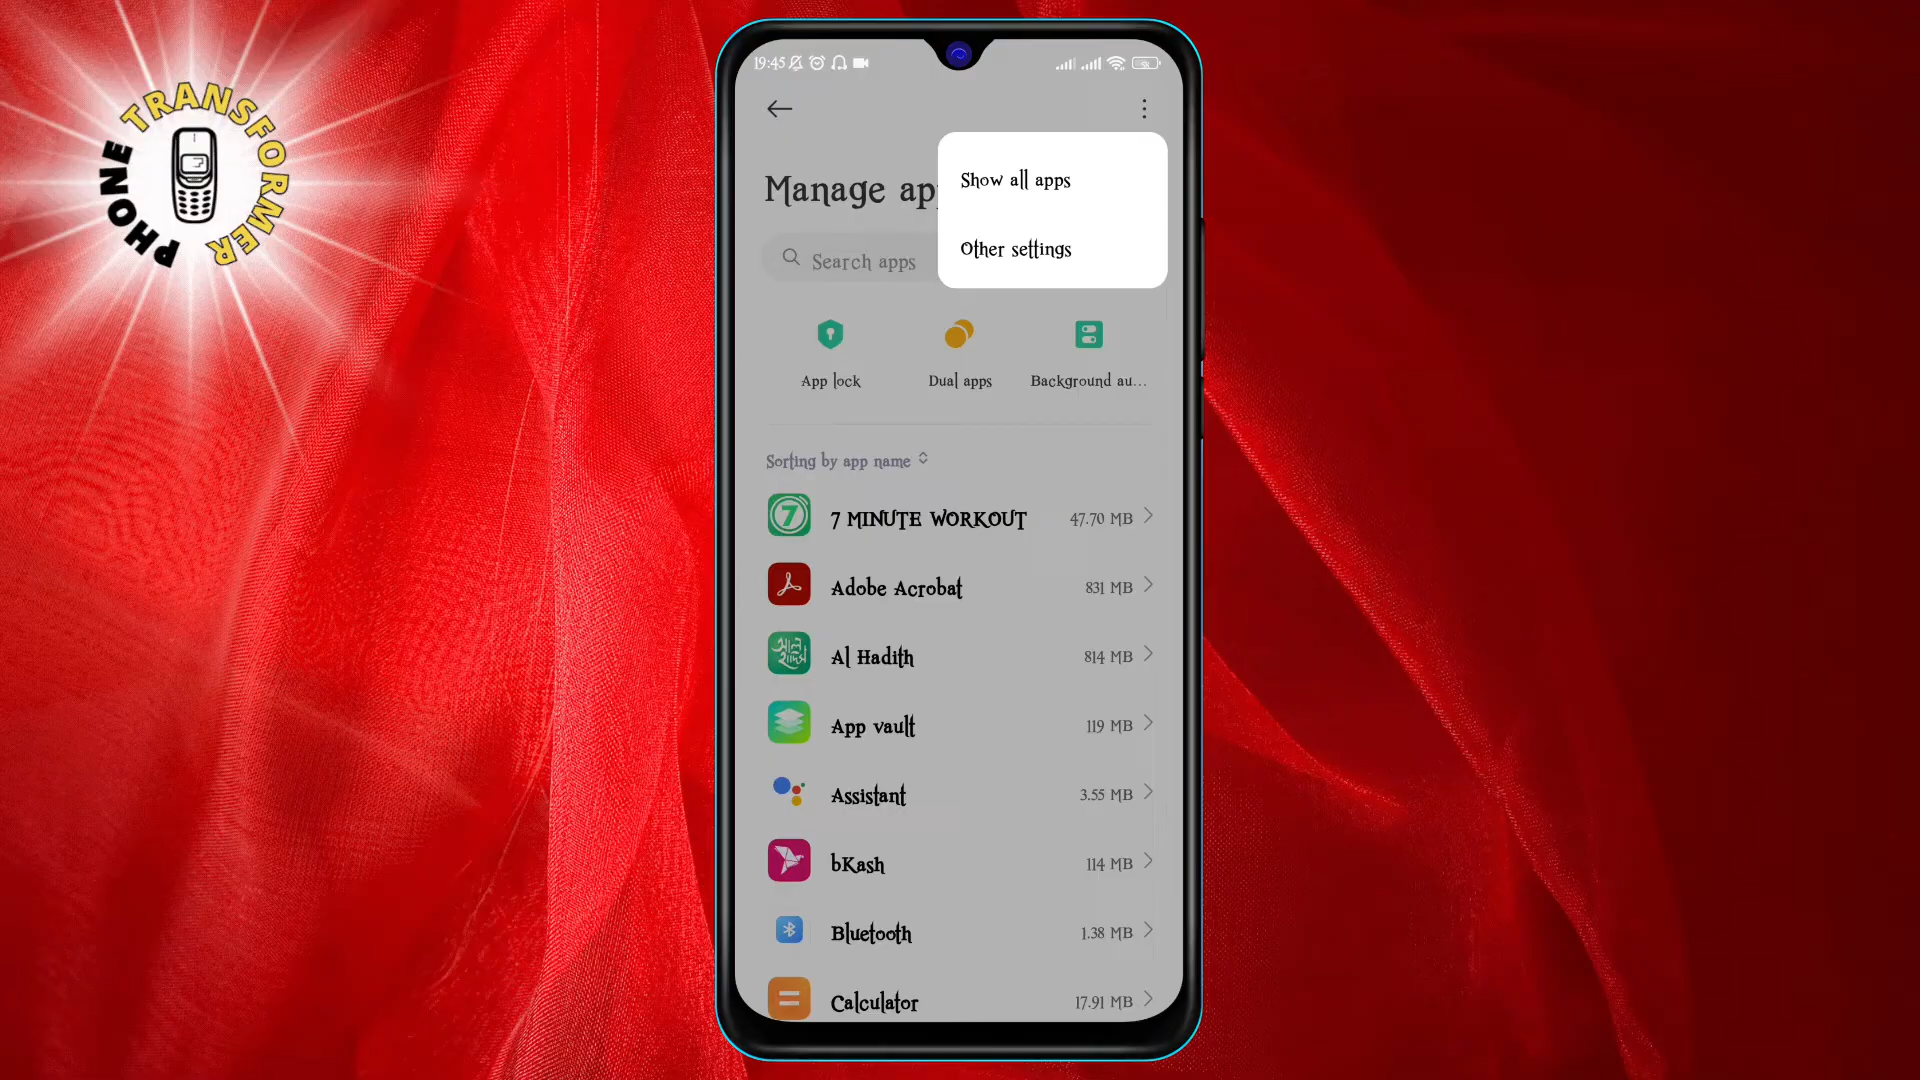 PHONE TRANSFORMER
19:45
Manage ap
Show all apps
Other settings
Search apps
App lock
Dual apps
Background au...
Sorting by app name
7 MINUTE WORKOUT 47.70 MB
Adobe Acrobat 831 MB
Al Hadith 814 MB
App vault 119 MB
Assistant 3.55 MB
bKash 114 MB
Bluetooth 1.38 MB
Calculator 17.91 MB